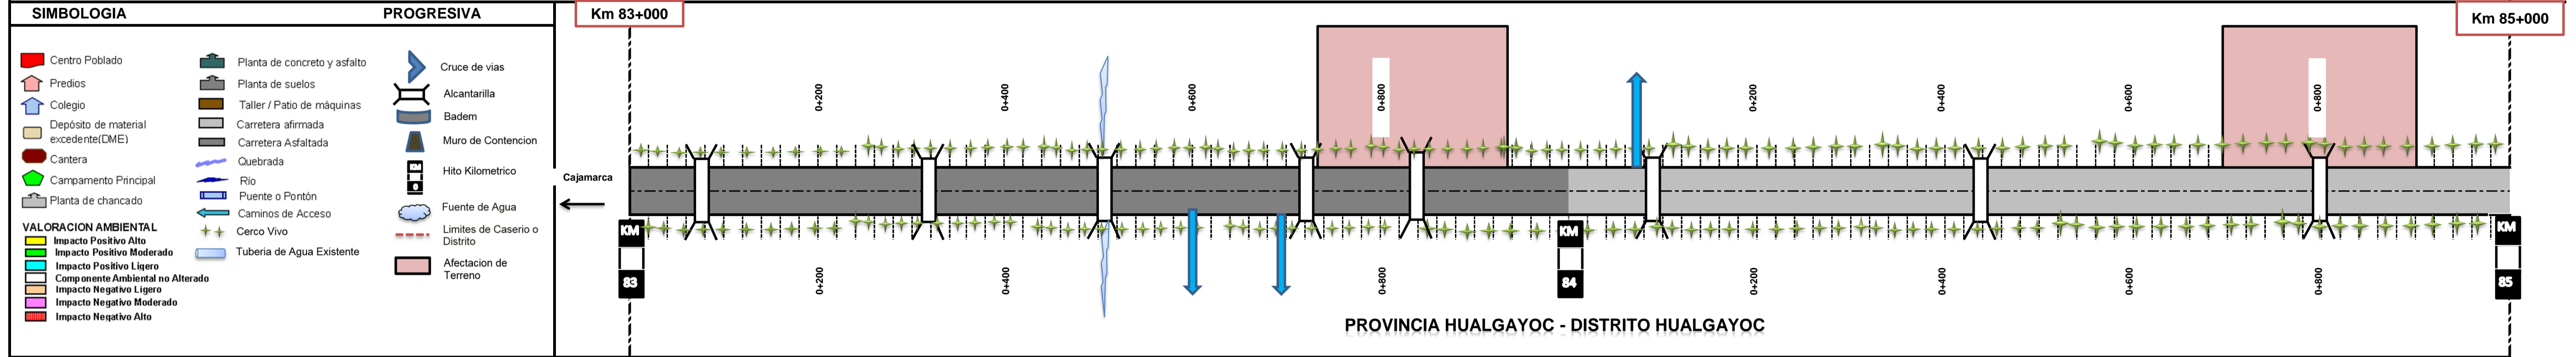 SIMBOLOGIA
PROGRESIVA
Centro Poblado
Predios
Colegio
Depósito de material
excedente(DME)
Cantera
Campamento Principal
Planta de chancado
Planta de concreto y asfalto
Planta de suelos
Taller / Patio de màquinas
Carretera afirmada
Carretera Asfaltada
Quebrada
Río
Puente o Pontón
Caminos de Acceso
Cerco Vivo
Tuberia de Agua Existente
Cruce de vias
Alcantarilla
Badem
Muro de Contencion
KM
0
Hito Kilometrico
Fuente de Agua
Limites de Caserio o
Distrito
Afectacion de
Terreno
VALORACION AMBIENTAL
Impacto Positivo Alto
Impacto Positivo Moderado
Impacto Positivo Ligero
Componente Ambiental no Alterado
Impacto Negativo Ligero
Impacto Negativo Moderado
Impacto Negativo Alto
Km 83+000
Km 85+000
0+200
0+400
0+600
0+800
0+200
0+400
0+600
0+800
Cajamarca
KM
83
KM
84
KM
85
0+200
0+400
0+800
0+200
0+400
0+600
0+800
PROVINCIA HUALGAYOC - DISTRITO HUALGAYOC